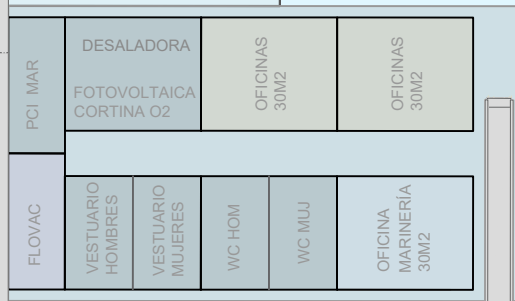 PCI MAR
DESALADORA
FOTOVOLTAICA
CORTINA O2
OFICINAS
30M2
OFICINAS
30M2
FLOVAC
VESTUARIO
HOMBRES
VESTUARIO
MUJERES
WC HOM
WC MUJ
OFICINA
MARINERÍA
30M2